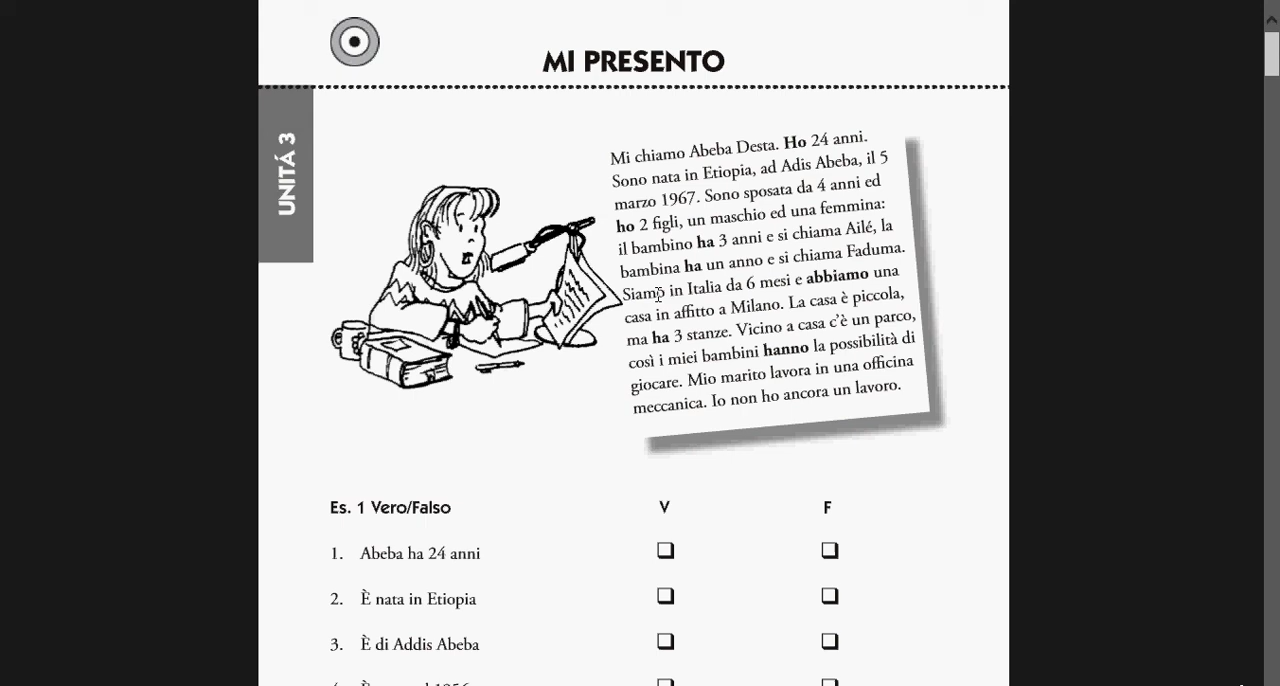 MI PRESENTO
UNITÁ 3
Mi chiamo Abeba Desta. Ho 24 anni.
Sono nata in Etiopia, ad Adis Abeba, il 5
marzo 1967. Sono sposata da 4 anni ed
ho 2 figli, un maschio ed una femmina:
il bambino ha 3 anni e si chiama Ailé, la
bambina ha un anno e si chiama Faduma.
Siamo in Italia da 6 mesi e abbiamo una
casa in affitto a Milano. La casa è piccola,
ma ha 3 stanze. Vicino a casa c'è un parco,
così i miei bambini hanno la possibilità di
giocare. Mio marito lavora in una officina
meccanica. Io non ho ancora un lavoro.
Es. 1 Vero/Falso V F
1. Abeba ha 24 anni
2. È nata in Etiopia
3. È di Addis Abeba